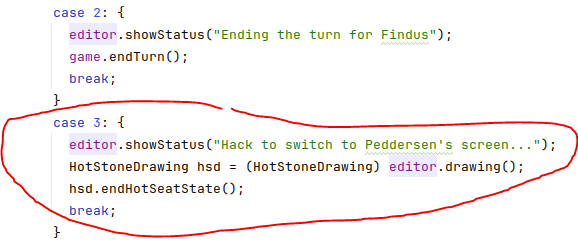 case 2: {
editor.showStatus("Ending the turn for Findus");
game.endTurn();
break;
}
case 3: {
editor.showStatus("Hack to switch to Peddersen's screen...");
HotStoneDrawing hsd = (HotStoneDrawing) editor.drawing();
hsd.endHotSeatState();
break;
}